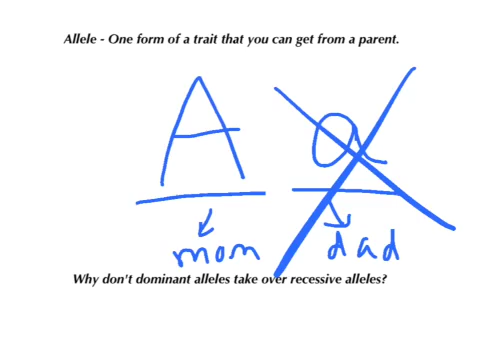 Allele - One form of a trait that you can get from a parent.
A a
mom dad
Why don't dominant alleles take over recessive alleles?